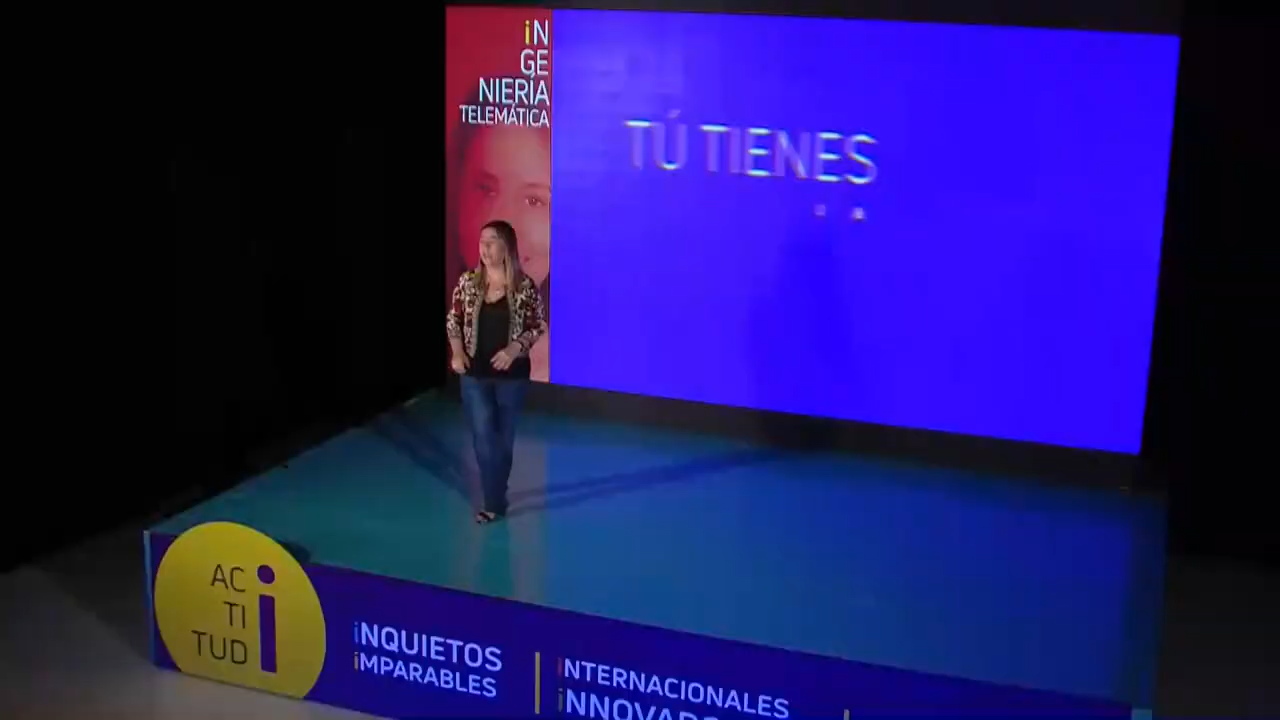 iN
GE
NIERÍA
TELEMÁTICA
TÚ TIENES
AC
TI
TUD
i
iNQUIETOS
iMPARABLES
iNTERNACIONALES